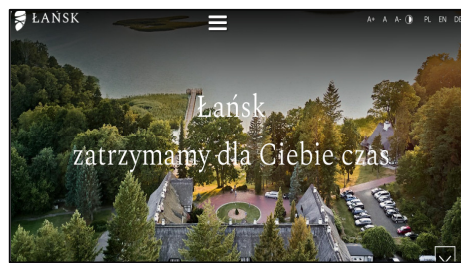 ŁAŃSK
A+ A A- PL EN DE
Łańsk
zatrzymamy dla Ciebie czas